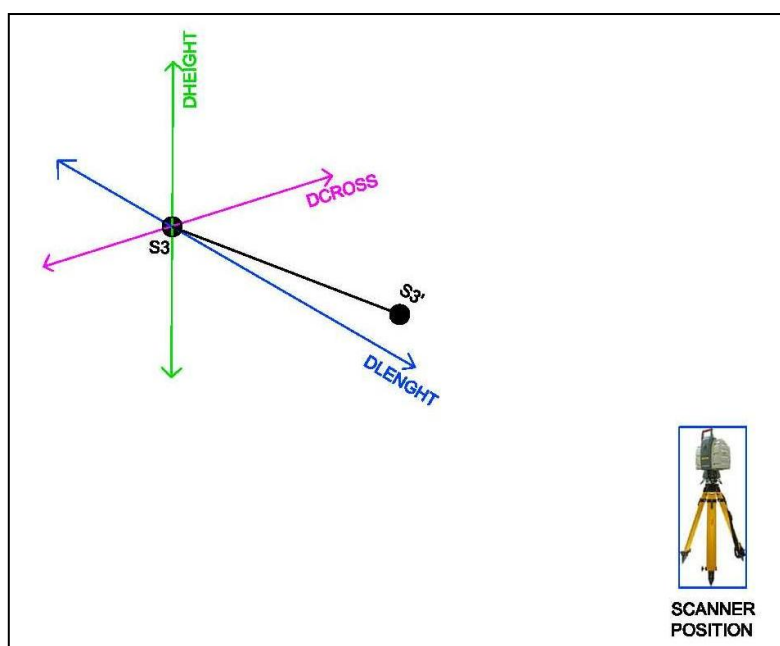 DHEIGHT
DCROSS
S3
S3'
DLENGHT
SCANNER
POSITION